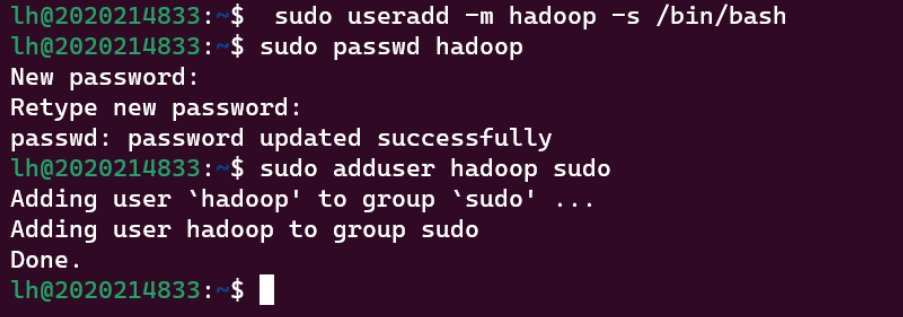 lh@2020214833:~$  sudo useradd -m hadoop -s /bin/bash
lh@2020214833:~$ sudo passwd hadoop
New password:
Retype new password:
passwd: password updated successfully
lh@2020214833:~$ sudo adduser hadoop sudo
Adding user `hadoop' to group `sudo' ...
Adding user hadoop to group sudo
Done.
lh@2020214833:~$